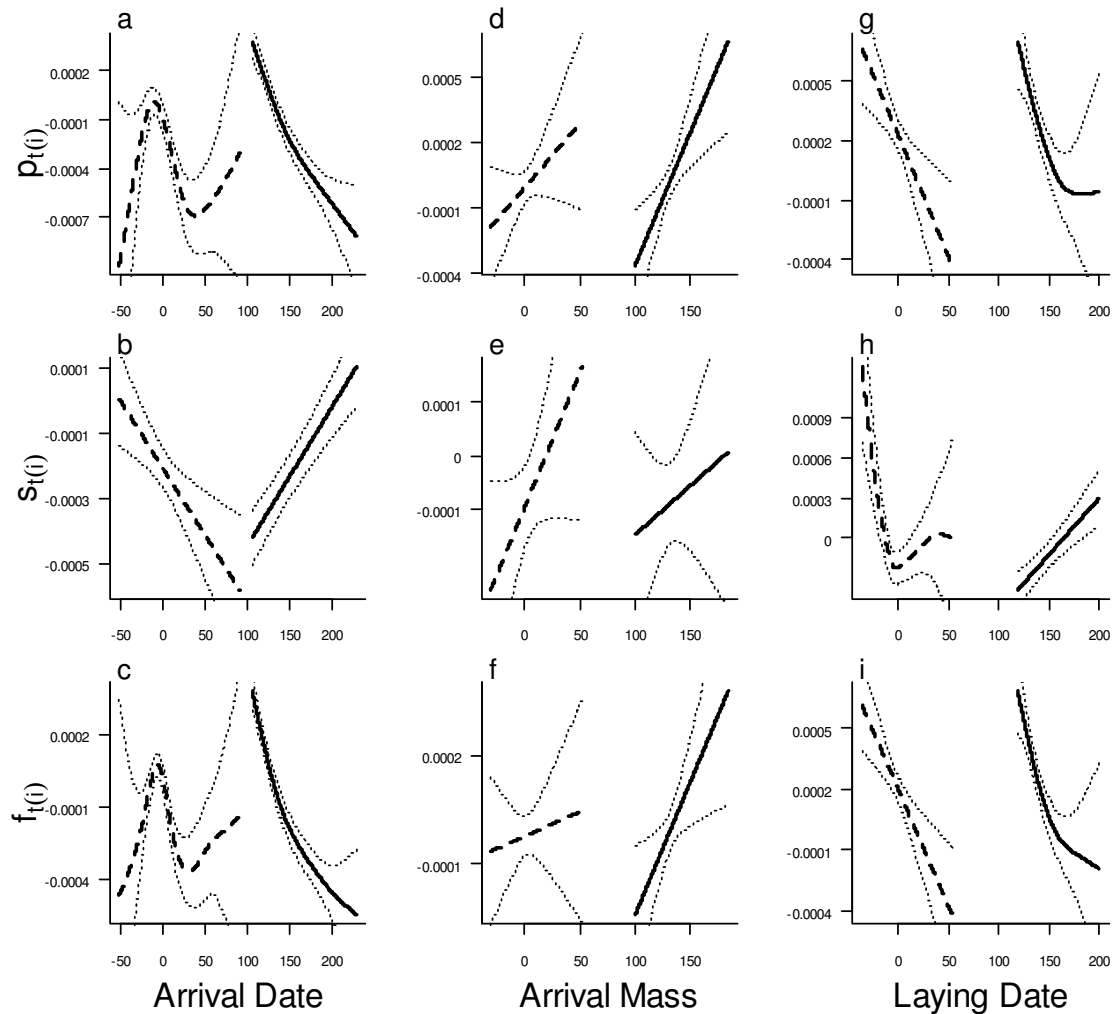 a
d
g
p t(i)
0.0002
-0.0001
-0.0004
-0.0007
-50 0 50 100 150 200
0.0005
0.0002
-0.0001
-0.0004
0 50 100 150
0.0005
0.0002
-0.0001
-0.0004
0 50 100 150 200
b
e
h
s t(i)
0.0001
-0.0001
-0.0003
-0.0005
-50 0 50 100 150 200
0.0001
0
-0.0001
0 50 100 150
0.0009
0.0006
0.0003
0
0 50 100 150 200
c
f
i
f t(i)
0.0002
-0.0001
-0.0004
-50 0 50 100 150 200
0.0002
-0.0001
0 50 100 150
0.0005
0.0002
-0.0001
-0.0004
0 50 100 150 200
Arrival Date
Arrival Mass
Laying Date